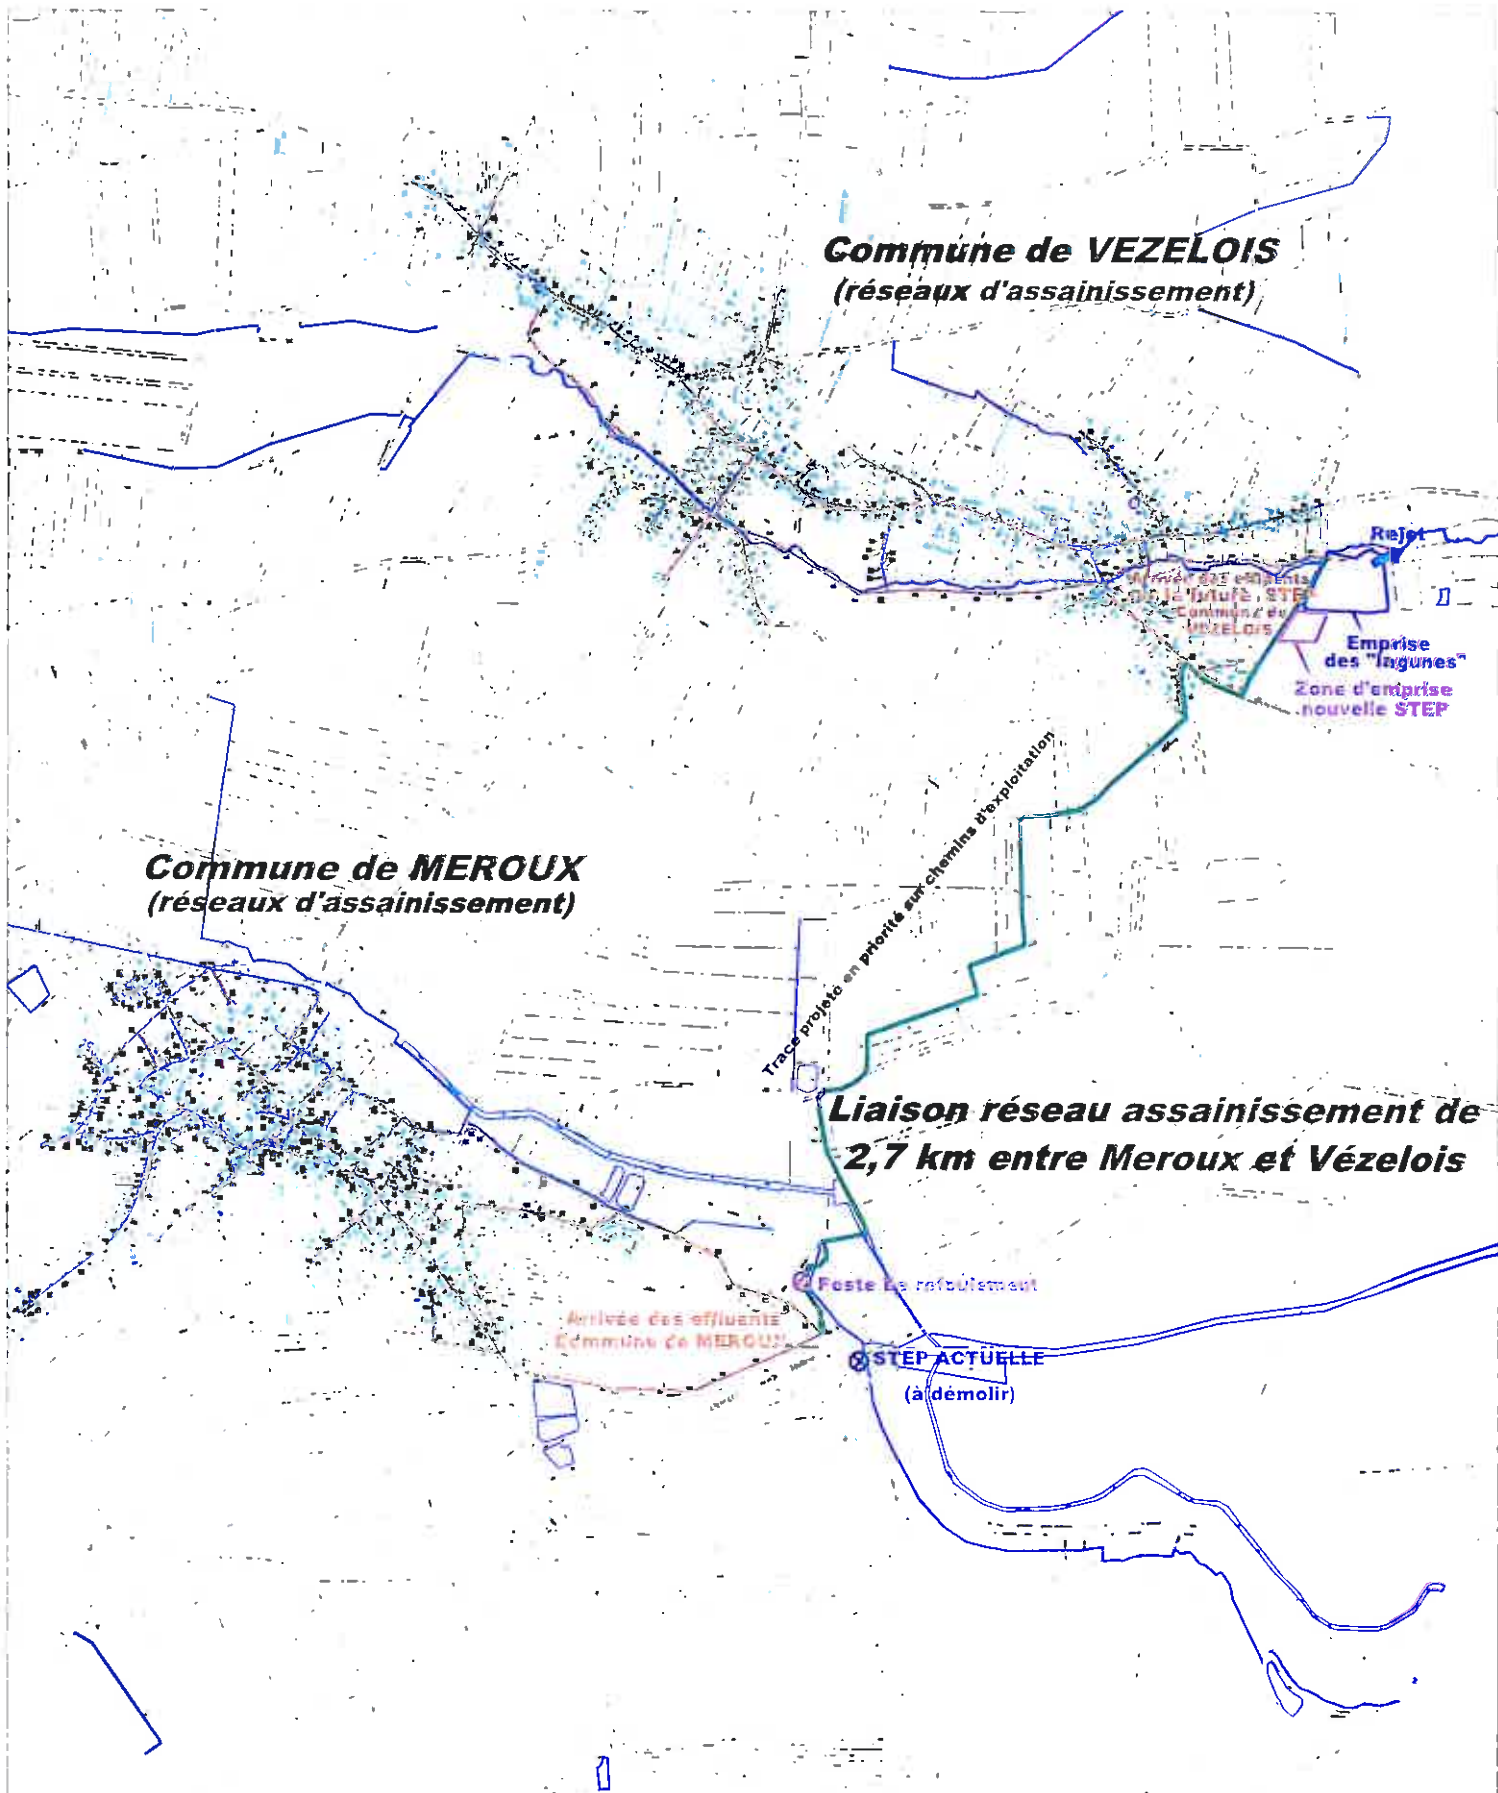 Commune de VEZELOIS
(réseaux d'assainissement)
Rejet
Arrivée des effluents
la future STEP
Commune de
VEZELOIS
Emprise
des "lagunes"
Zone d'emprise
nouvelle STEP
Tracé projeté en priorité sur chemins d'exploitation
Commune de MEROUX
(réseaux d'assainissement)
Liaison réseau assainissement de
2,7 km entre Meroux et Vézelois
Poste de refoulement
Arrivée des effluents
Commune de MEROUX
STEP ACTUELLE
(à démolir)